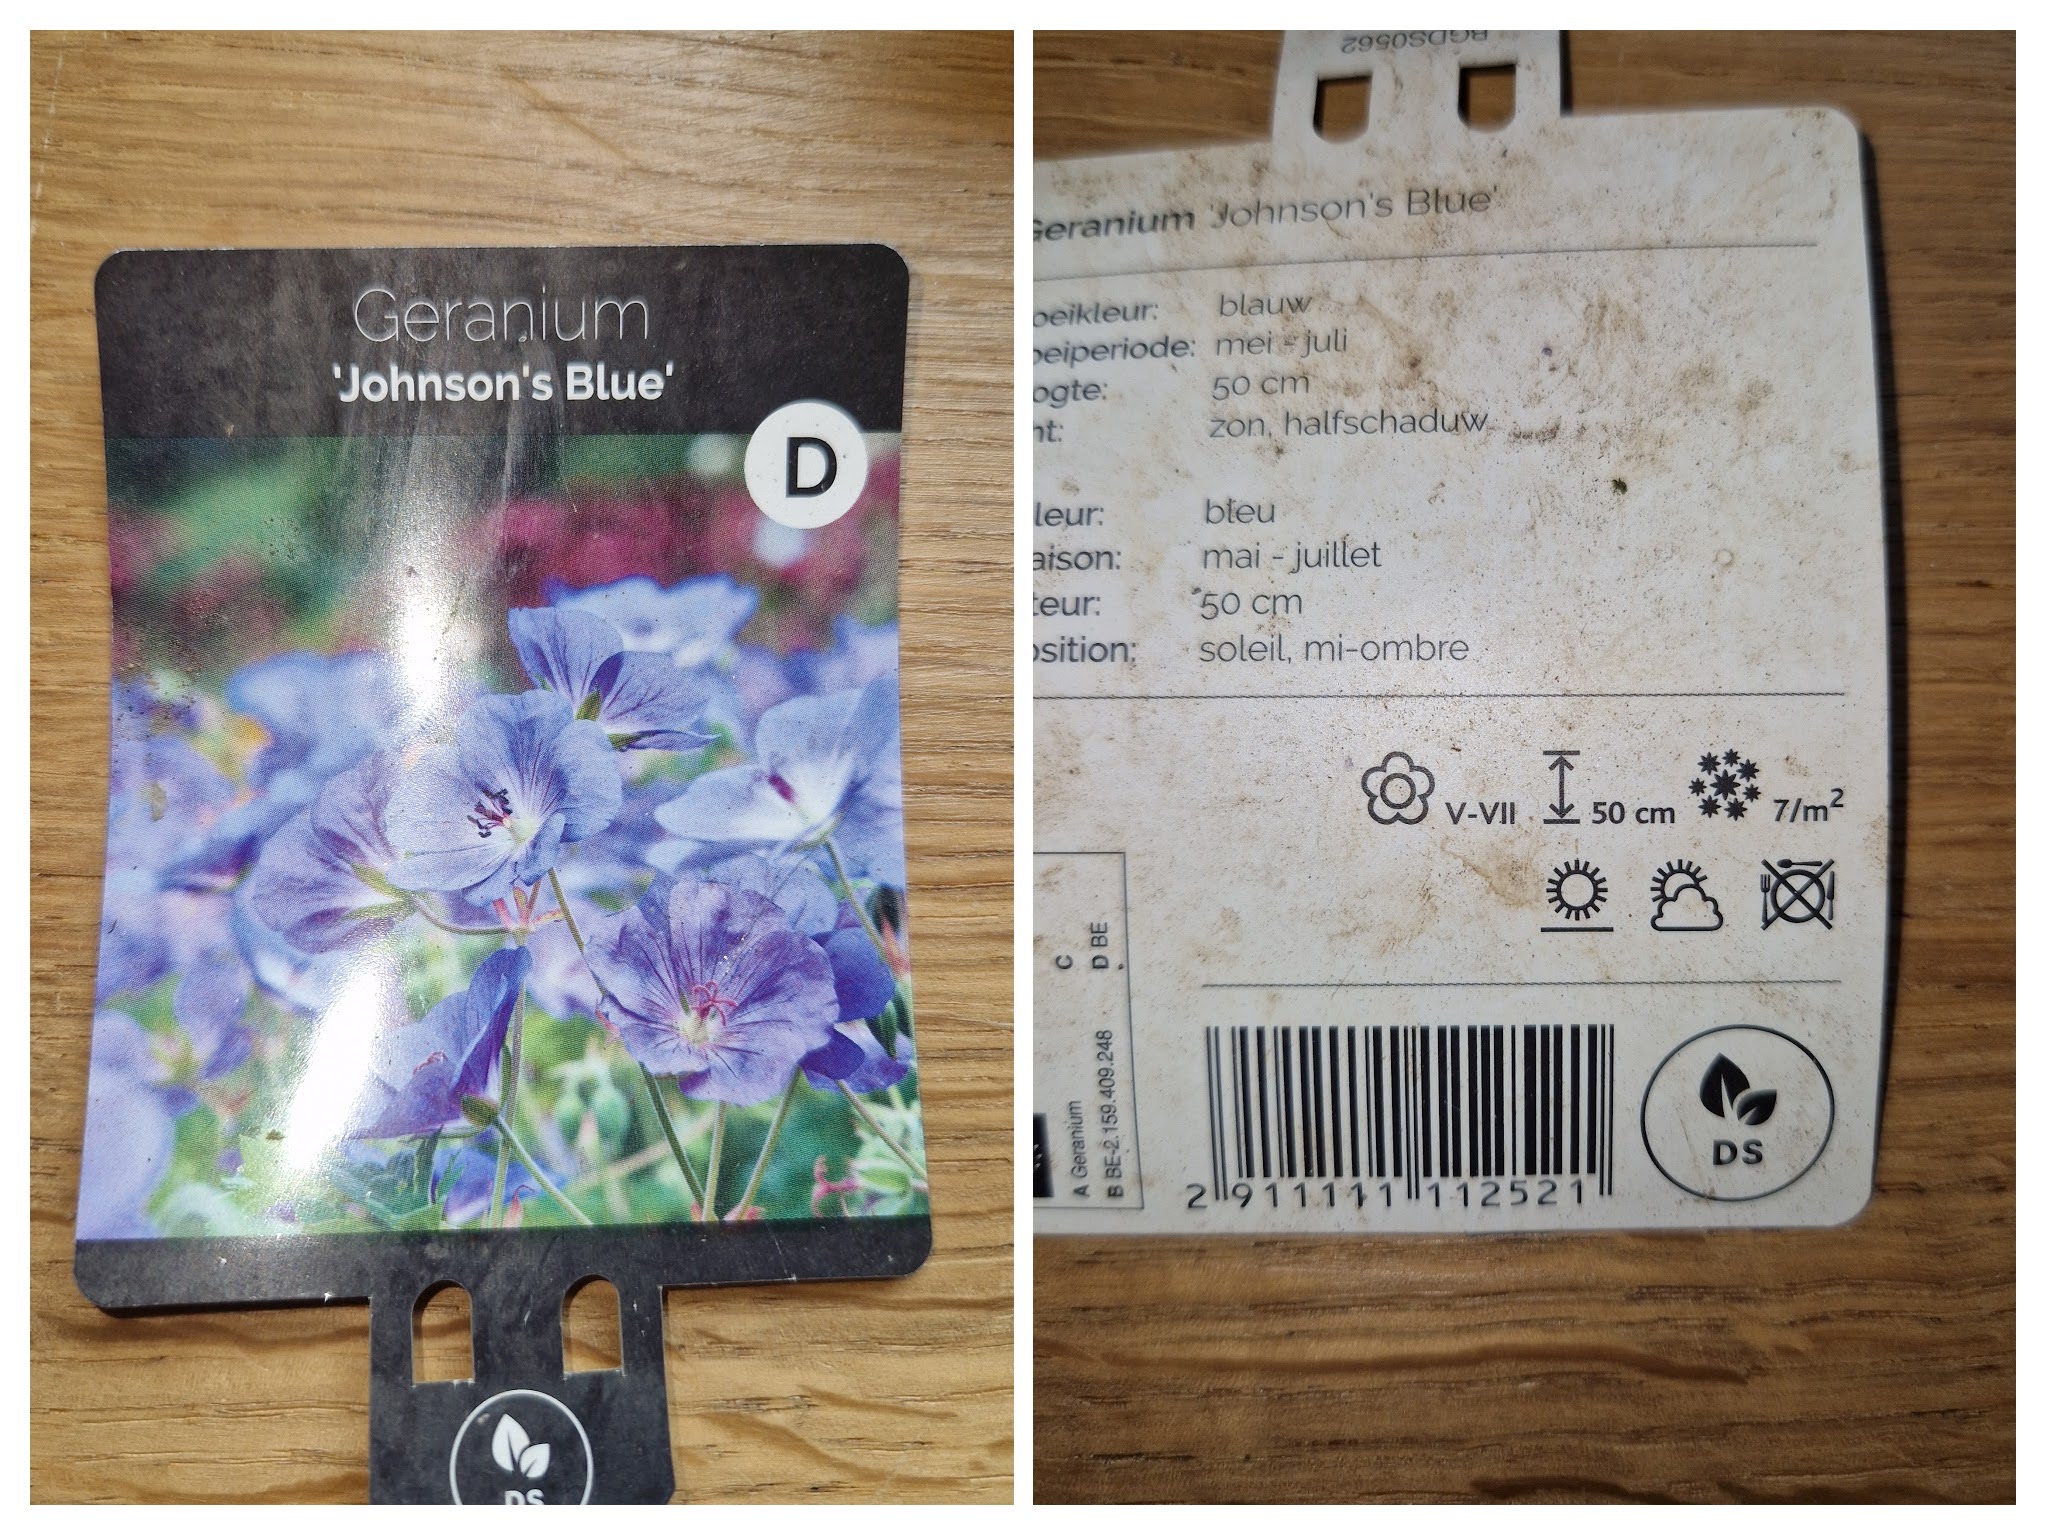 Geranium
'Johnson's Blue'
D
DS
BGDS0562
Geranium 'Johnson's Blue'
oeikleur: blauw
oeiperiode: mei - juli
ogte: 50 cm
ht: zon, halfschaduw
leur: bleu
aison: mai - juillet
teur: 50 cm
osition: soleil, mi-ombre
V-VII 50 cm 7/m²
A Geranium C
B BE-2.159.409.248 D BE
2 911111 112521
DS